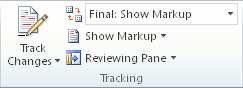 Track
Changes
Final: Show Markup
Show Markup
Reviewing Pane
Tracking